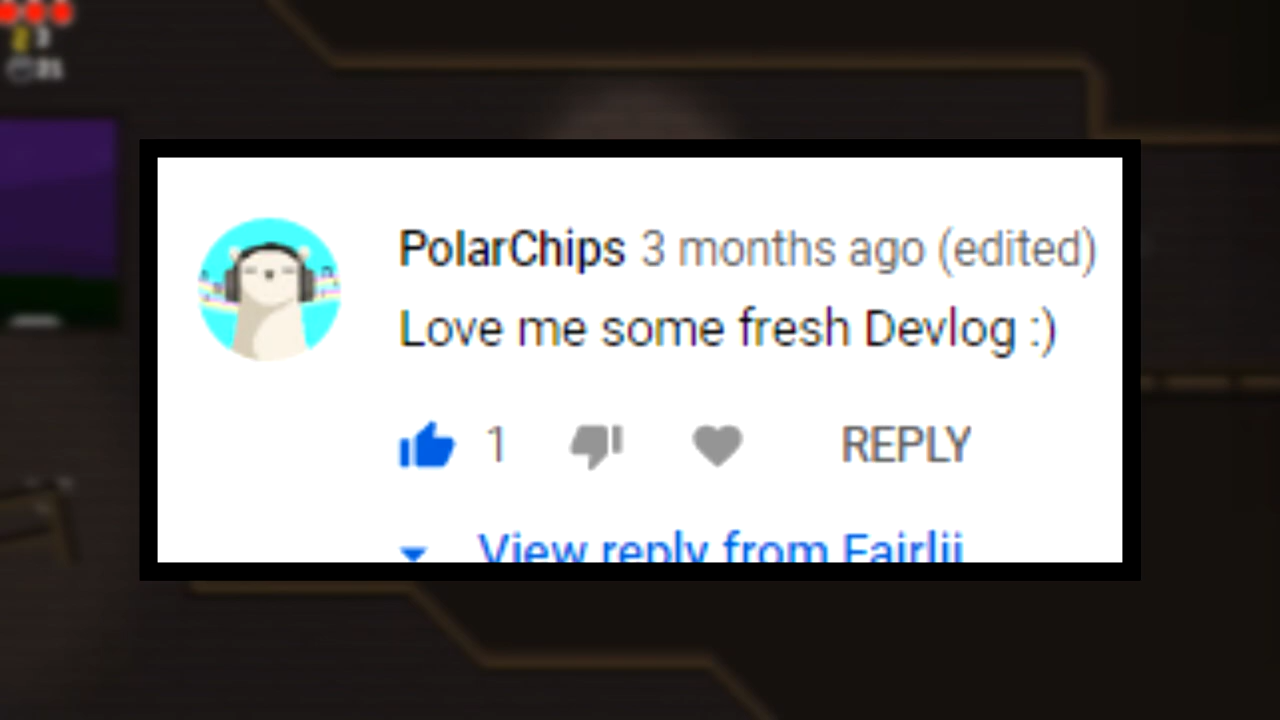 PolarChips 3 months ago (edited)
Love me some fresh Devlog :)
1 REPLY
View reply from Fairlii